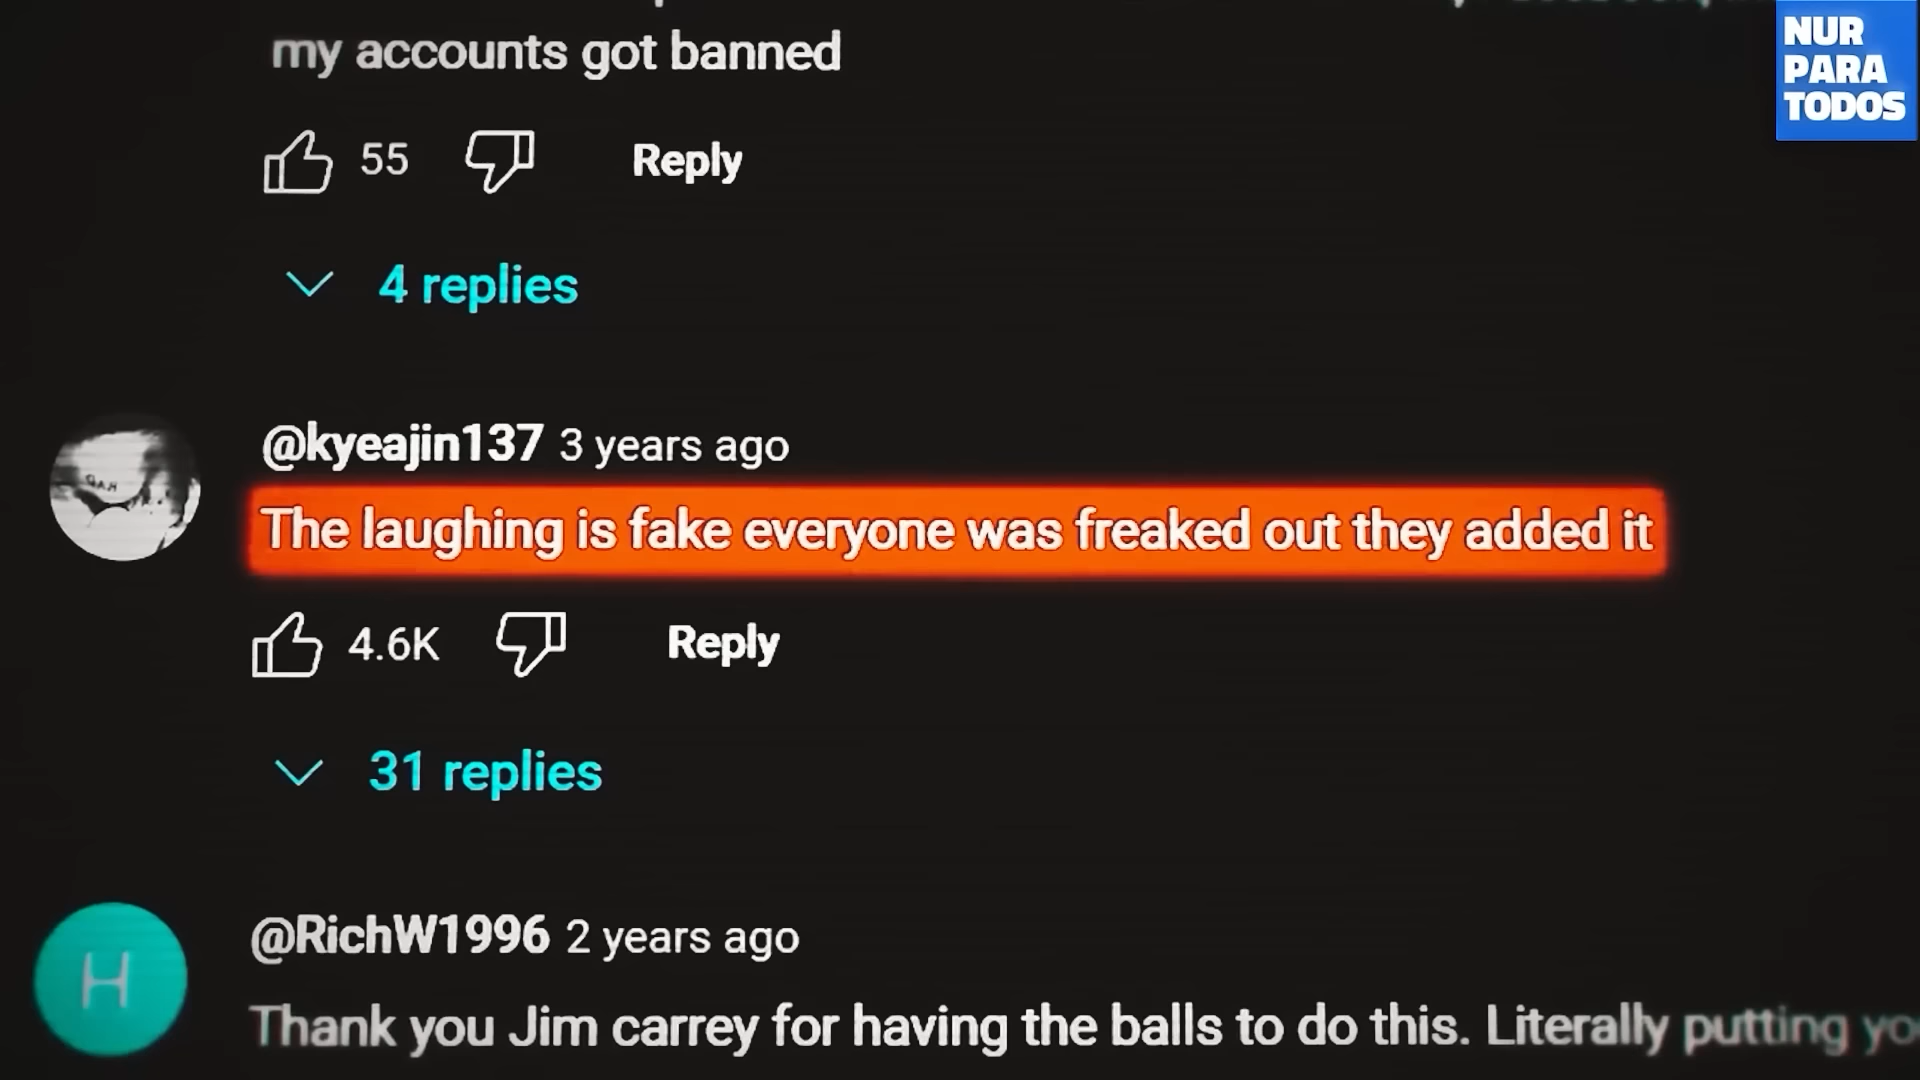 my accounts got banned
NUR
PARA
TODOS
55
Reply
4 replies
@kyeajin137 3 years ago
The laughing is fake everyone was freaked out they added it
4.6K
Reply
31 replies
H
@RichW1996 2 years ago
Thank you Jim carrey for having the balls to do this. Literally putting yo